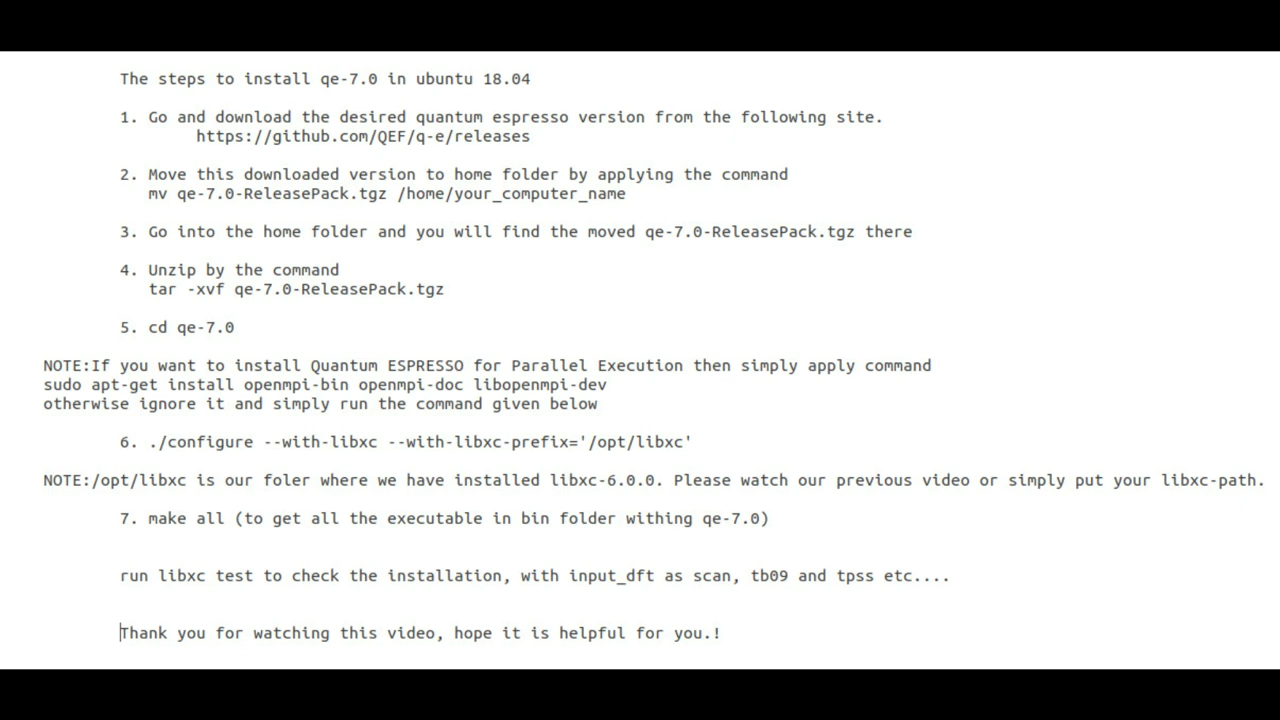 The steps to install qe-7.0 in ubuntu 18.04
1. Go and download the desired quantum espresso version from the following site.
https://github.com/QEF/q-e/releases
2. Move this downloaded version to home folder by applying the command
mv qe-7.0-ReleasePack.tgz /home/your_computer_name
3. Go into the home folder and you will find the moved qe-7.0-ReleasePack.tgz there
4. Unzip by the command
tar -xvf qe-7.0-ReleasePack.tgz
5. cd qe-7.0
NOTE:If you want to install Quantum ESPRESSO for Parallel Execution then simply apply command
sudo apt-get install openmpi-bin openmpi-doc libopenmpi-dev
otherwise ignore it and simply run the command given below
6. ./configure --with-libxc --with-libxc-prefix='/opt/libxc'
NOTE:/opt/libxc is our foler where we have installed libxc-6.0.0. Please watch our previous video or simply put your libxc-path.
7. make all (to get all the executable in bin folder withing qe-7.0)
run libxc test to check the installation, with input_dft as scan, tb09 and tpss etc....
Thank you for watching this video, hope it is helpful for you.!